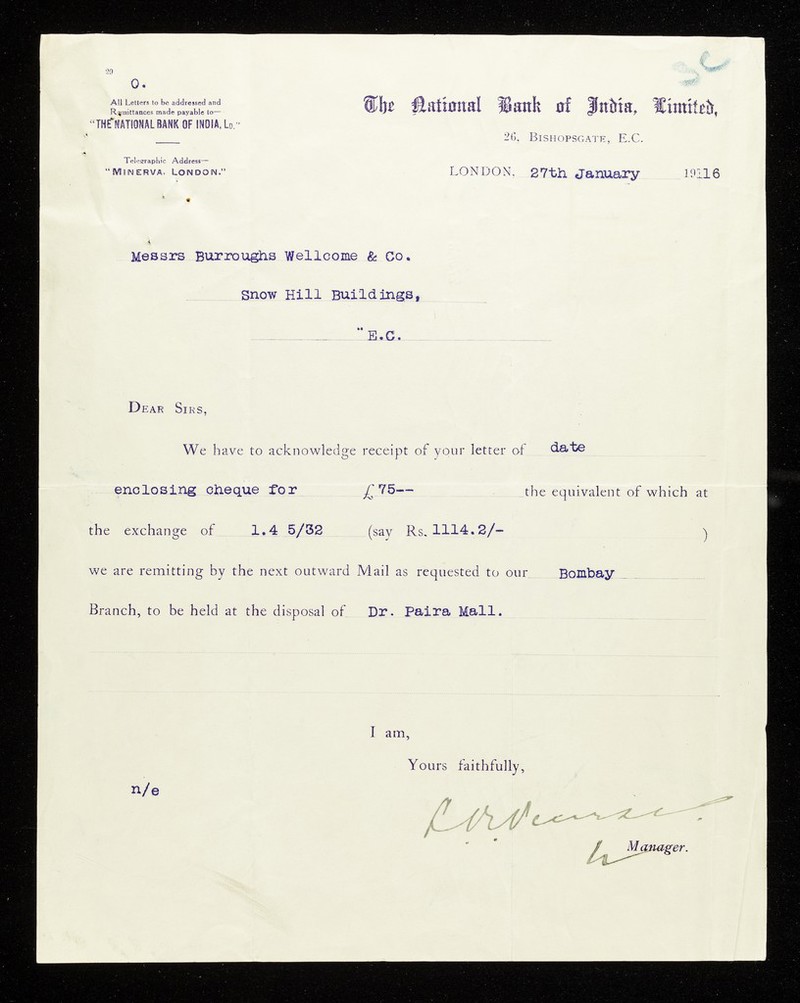 3C
29
O.
All Letters to be addressed and
Remittances made payable to—
"THE NATIONAL BANK OF INDIA, LD."
Telegraphic Address—
"MINERVA, LONDON."
The National Bank of India, Limited,
26, BISHOPSGATE, E.C.
LONDON, 27th January 19116
Messrs Burroughs Wellcome & Co.
Snow Hill Buildings,
" E.C.
DEAR SIRS,
We have to acknowledge receipt of your letter of date
enclosing cheque for £75-- the equivalent of which at
the exchange of 1.4 5/32 (say Rs. 1114.2/- )
we are remitting by the next outward Mail as requested to our Bombay
Branch, to be held at the disposal of Dr. Paira Mall.
I am,
Yours faithfully,
n/e
Manager.